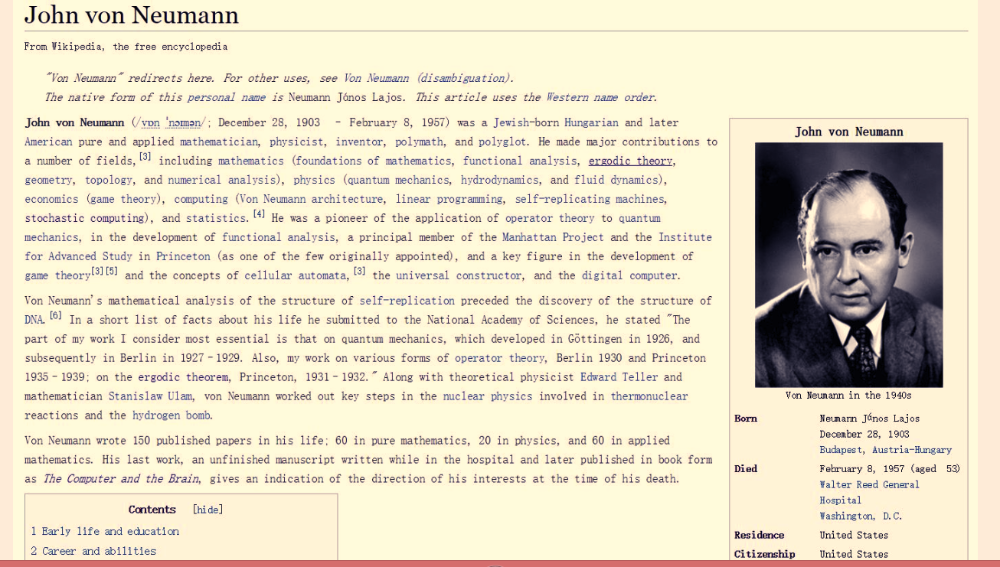 John von Neumann
From Wikipedia, the free encyclopedia
"Von Neumann" redirects here. For other uses, see Von Neumann (disambiguation).
The native form of this personal name is Neumann János Lajos. This article uses the Western name order.
John von Neumann (/vɒn ˈnɔɪmən/; December 28, 1903 – February 8, 1957) was a Jewish-born Hungarian and later
American pure and applied mathematician, physicist, inventor, polymath, and polyglot. He made major contributions to
a number of fields,[3] including mathematics (foundations of mathematics, functional analysis, ergodic theory,
geometry, topology, and numerical analysis), physics (quantum mechanics, hydrodynamics, and fluid dynamics),
economics (game theory), computing (Von Neumann architecture, linear programming, self-replicating machines,
stochastic computing), and statistics.[4] He was a pioneer of the application of operator theory to quantum
mechanics, in the development of functional analysis, a principal member of the Manhattan Project and the Institute
for Advanced Study in Princeton (as one of the few originally appointed), and a key figure in the development of
game theory[3][5] and the concepts of cellular automata,[3] the universal constructor, and the digital computer.
Von Neumann's mathematical analysis of the structure of self-replication preceded the discovery of the structure of
DNA.[6] In a short list of facts about his life he submitted to the National Academy of Sciences, he stated "The
part of my work I consider most essential is that on quantum mechanics, which developed in Göttingen in 1926, and
subsequently in Berlin in 1927–1929. Also, my work on various forms of operator theory, Berlin 1930 and Princeton
1935–1939; on the ergodic theorem, Princeton, 1931–1932." Along with theoretical physicist Edward Teller and
mathematician Stanislaw Ulam, von Neumann worked out key steps in the nuclear physics involved in thermonuclear
reactions and the hydrogen bomb.
Von Neumann wrote 150 published papers in his life; 60 in pure mathematics, 20 in physics, and 60 in applied
mathematics. His last work, an unfinished manuscript written while in the hospital and later published in book form
as The Computer and the Brain, gives an indication of the direction of his interests at the time of his death.
Contents [hide]
1 Early life and education
2 Career and abilities
John von Neumann
Von Neumann in the 1940s
Born Neumann János Lajos
December 28, 1903
Budapest, Austria-Hungary
Died February 8, 1957 (aged 53)
Walter Reed General
Hospital
Washington, D.C.
Residence United States
Citizenship United States